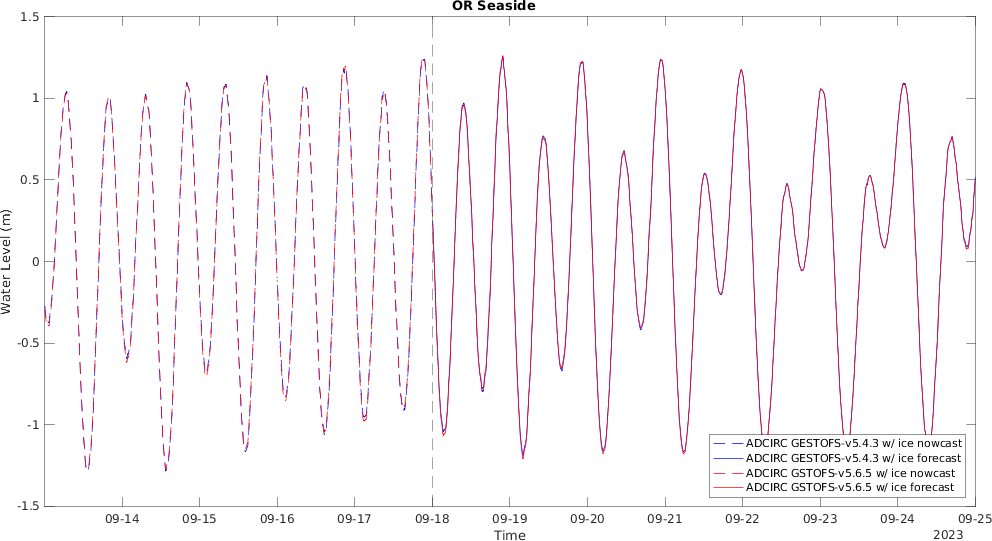 OR Seaside
1.5
1
0.5
0
-0.5
-1
-1.5
Water Level (m)
ADCIRC GESTOFS-v5.4.3 w/ ice nowcast
ADCIRC GESTOFS-v5.4.3 w/ ice forecast
ADCIRC GSTOFS-v5.6.5 w/ ice nowcast
ADCIRC GSTOFS-v5.6.5 w/ ice forecast
09-14 09-15 09-16 09-17 09-18 09-19 09-20 09-21 09-22 09-23 09-24 09-25
Time
2023